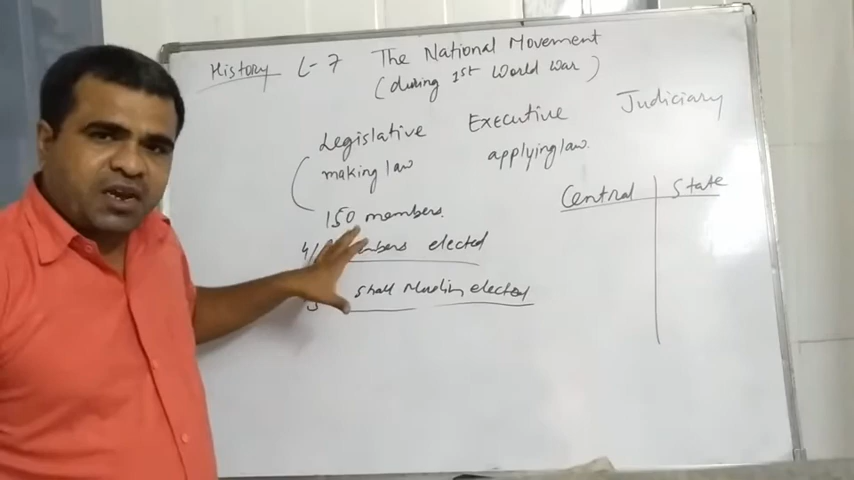 History L-7 The National Movement
(during 1st World War)
Legislative Executive Judiciary
making law applying law.
Central State
150 members.
elected
shall Muslim elected